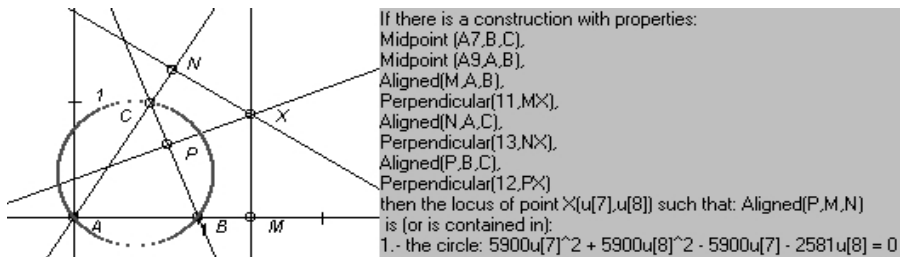 N
1
C
X
P
A
1 B
M
If there is a construction with properties:
Midpoint (A7,B,C),
Midpoint (A9,A,B),
Aligned(M,A,B),
Perpendicular(11,MX),
Aligned(N,A,C),
Perpendicular(13,NX),
Aligned(P,B,C),
Perpendicular(12,PX)
then the locus of point X(u[7],u[8]) such that: Aligned(P,M,N)
is (or is contained in):
1.- the circle: 5900u[7]^2 + 5900u[8]^2 - 5900u[7] - 2581u[8] = 0